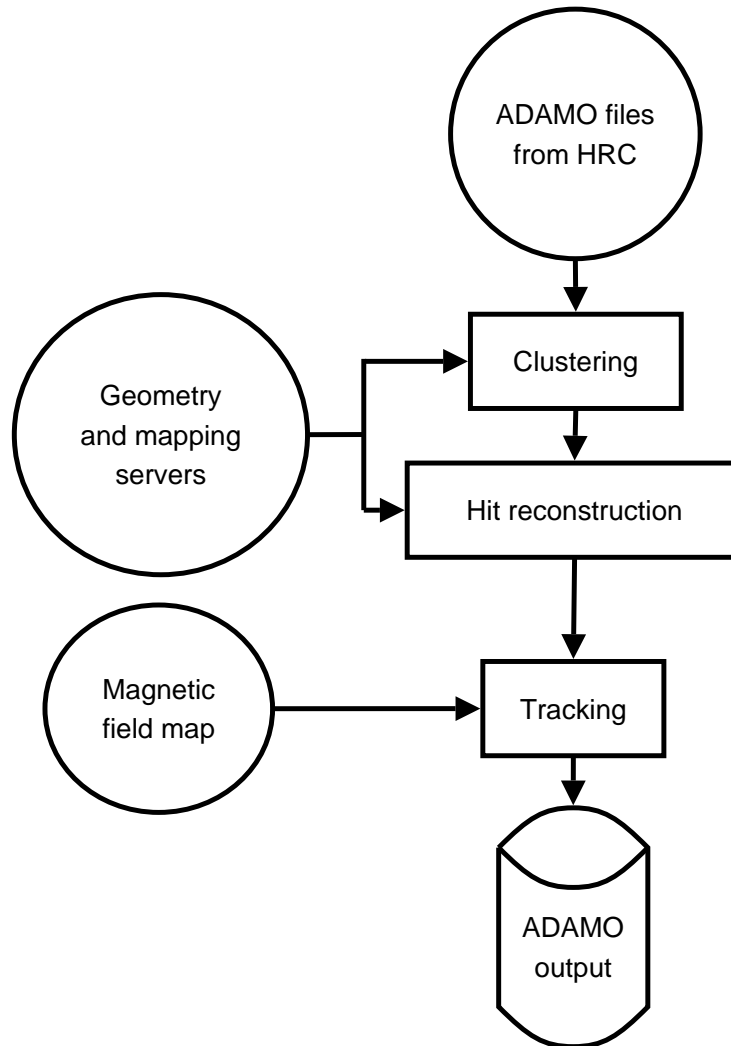 ADAMO files
from HRC
Clustering
Geometry
and mapping
servers
Hit reconstruction
Magnetic
field map
Tracking
ADAMO
output